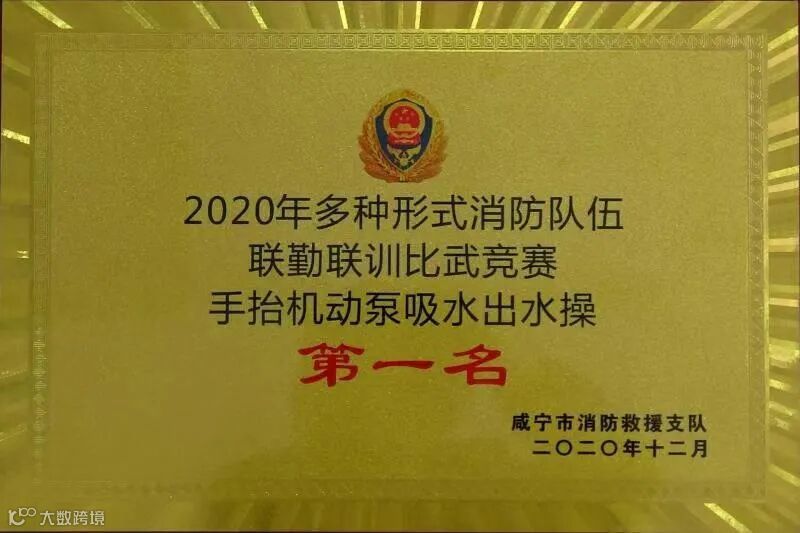 2020年多种形式消防队伍
联勤联训比武竞赛
手抬机动泵吸水出水操
第一名
咸宁市消防救援支队
二〇二〇年十二月
10100 大数跨境